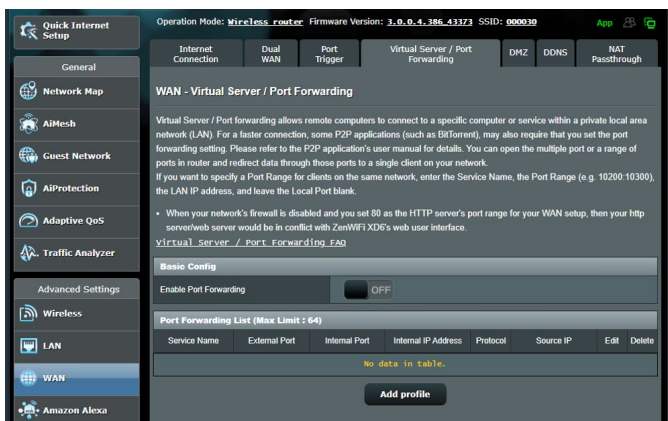 Quick Internet
Setup
Operation Mode: Wireless router Firmware Version: 3.0.0.4.386_43373 SSID: 000030
App
General
Network Map
AiMesh
Guest Network
AiProtection
Adaptive QoS
Traffic Analyzer
Advanced Settings
Wireless
LAN
WAN
Amazon Alexa
Internet
Connection
Dual
WAN
Port
Trigger
Virtual Server / Port
Forwarding
DMZ
DDNS
NAT
Passthrough
WAN - Virtual Server / Port Forwarding
Virtual Server / Port forwarding allows remote computers to connect to a specific computer or service within a private local area
network (LAN). For a faster connection, some P2P applications (such as BitTorrent), may also require that you set the port
forwarding setting. Please refer to the P2P application's user manual for details. You can open the multiple port or a range of
ports in router and redirect data through those ports to a single client on your network.
If you want to specify a Port Range for clients on the same network, enter the Service Name, the Port Range (e.g. 10200:10300),
the LAN IP address, and leave the Local Port blank.
• When your network's firewall is disabled and you set 80 as the HTTP server's port range for your WAN setup, then your http
server/web server would be in conflict with ZenWiFi XD6's web user interface.
Virtual Server / Port Forwarding FAQ
Basic Config
Enable Port Forwarding OFF
Port Forwarding List (Max Limit : 64)
Service Name External Port Internal Port Internal IP Address Protocol Source IP Edit Delete
No data in table.
Add profile